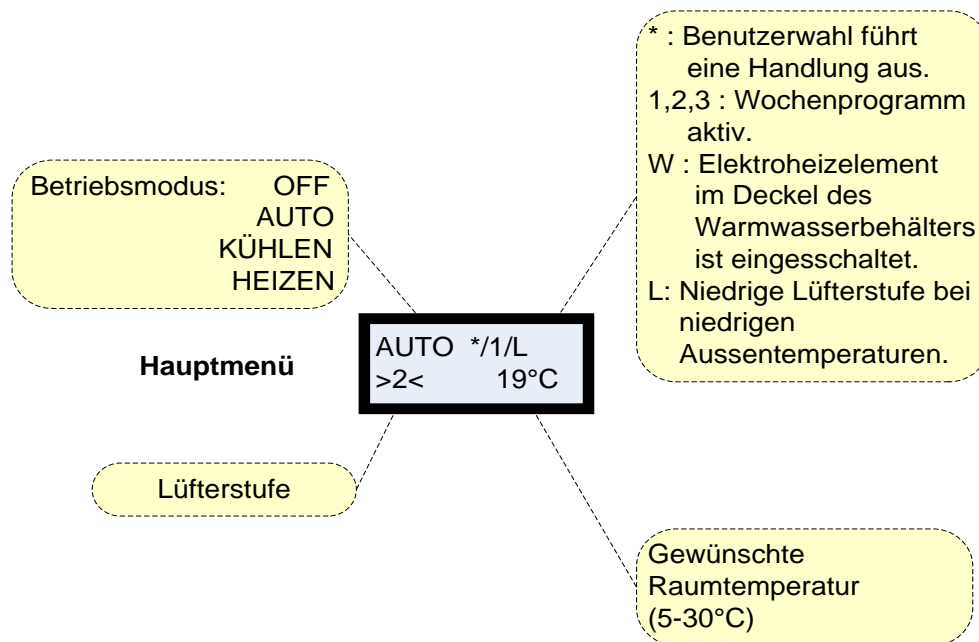 * : Benutzerwahl führt
eine Handlung aus.
1,2,3 : Wochenprogramm
aktiv.
W : Elektroheizelement
im Deckel des
Warmwasserbehälters
ist eingesschaltet.
L: Niedrige Lüfterstufe bei
niedrigen
Aussentemperaturen.
Betriebsmodus: OFF
AUTO
KÜHLEN
HEIZEN
Hauptmenü
AUTO */1/L
>2< 19°C
Lüfterstufe
Gewünschte
Raumtemperatur
(5-30°C)